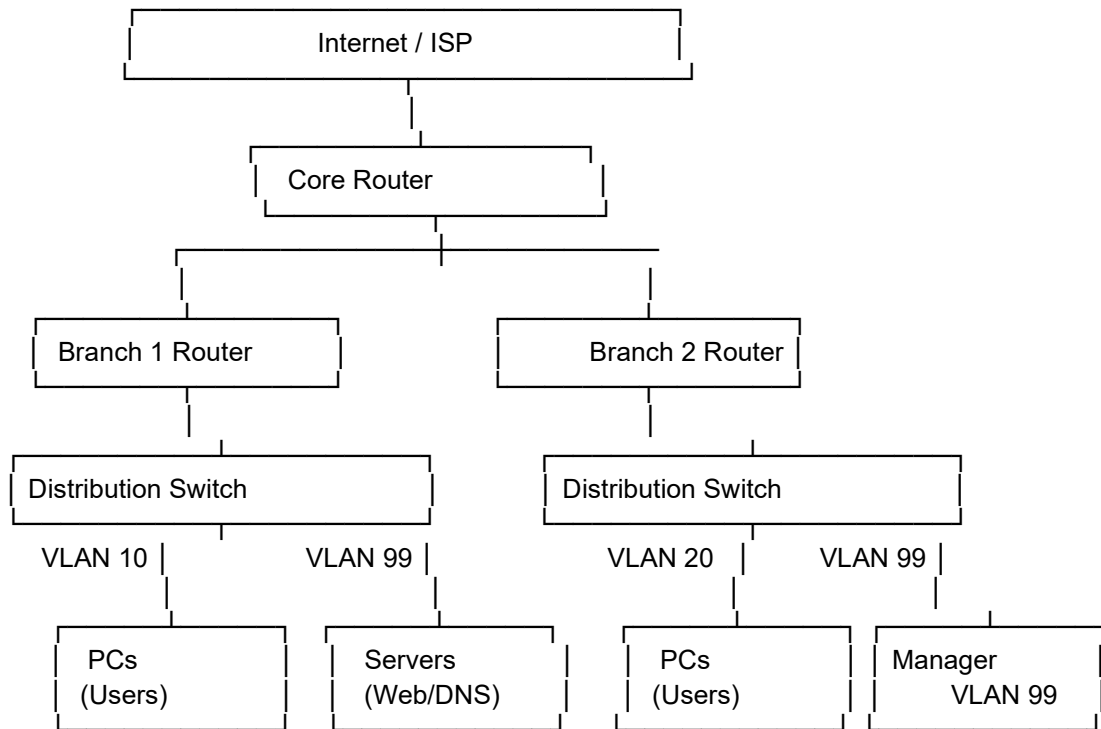 Internet / ISP
Core Router
Branch 1 Router
Branch 2 Router
Distribution Switch
Distribution Switch
VLAN 10
VLAN 99
VLAN 20
VLAN 99
PCs
(Users)
Servers
(Web/DNS)
PCs
(Users)
Manager
VLAN 99